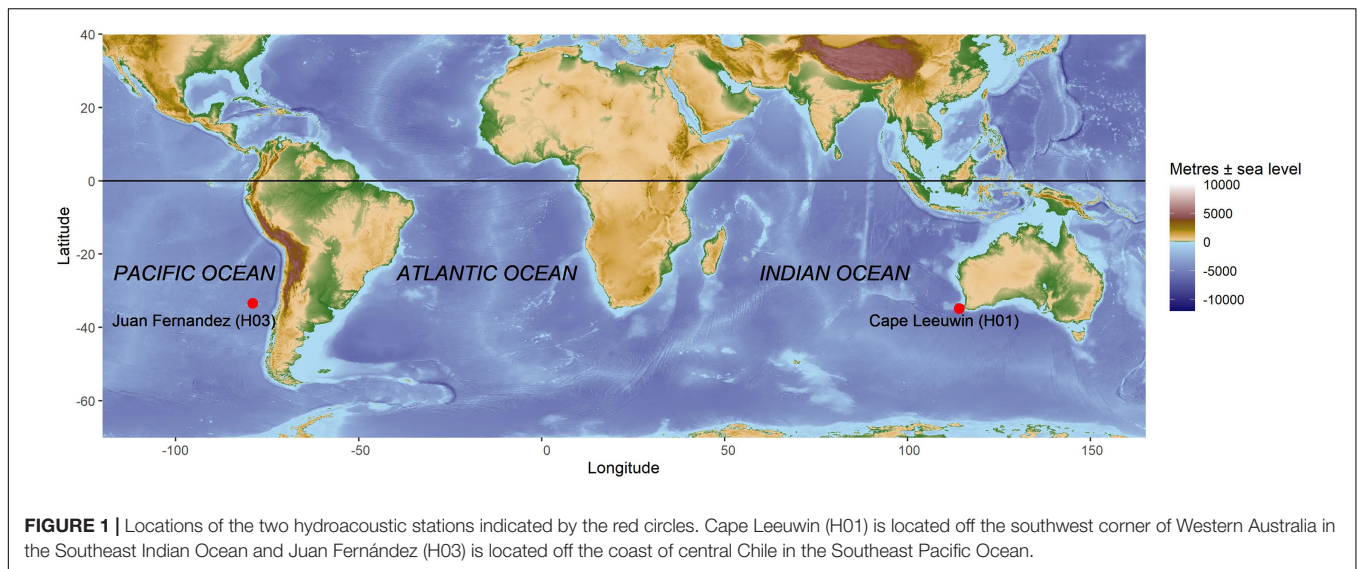 40
20
0
-20
-40
-60
Latitude
PACIFIC OCEAN
ATLANTIC OCEAN
INDIAN OCEAN
Juan Fernandez (H03)
Cape Leeuwin (H01)
-100
-50
0
50
100
150
Longitude
Metres ± sea level
10000
5000
0
-5000
-10000
FIGURE 1 | Locations of the two hydroacoustic stations indicated by the red circles. Cape Leeuwin (H01) is located off the southwest corner of Western Australia in
the Southeast Indian Ocean and Juan Fernández (H03) is located off the coast of central Chile in the Southeast Pacific Ocean.